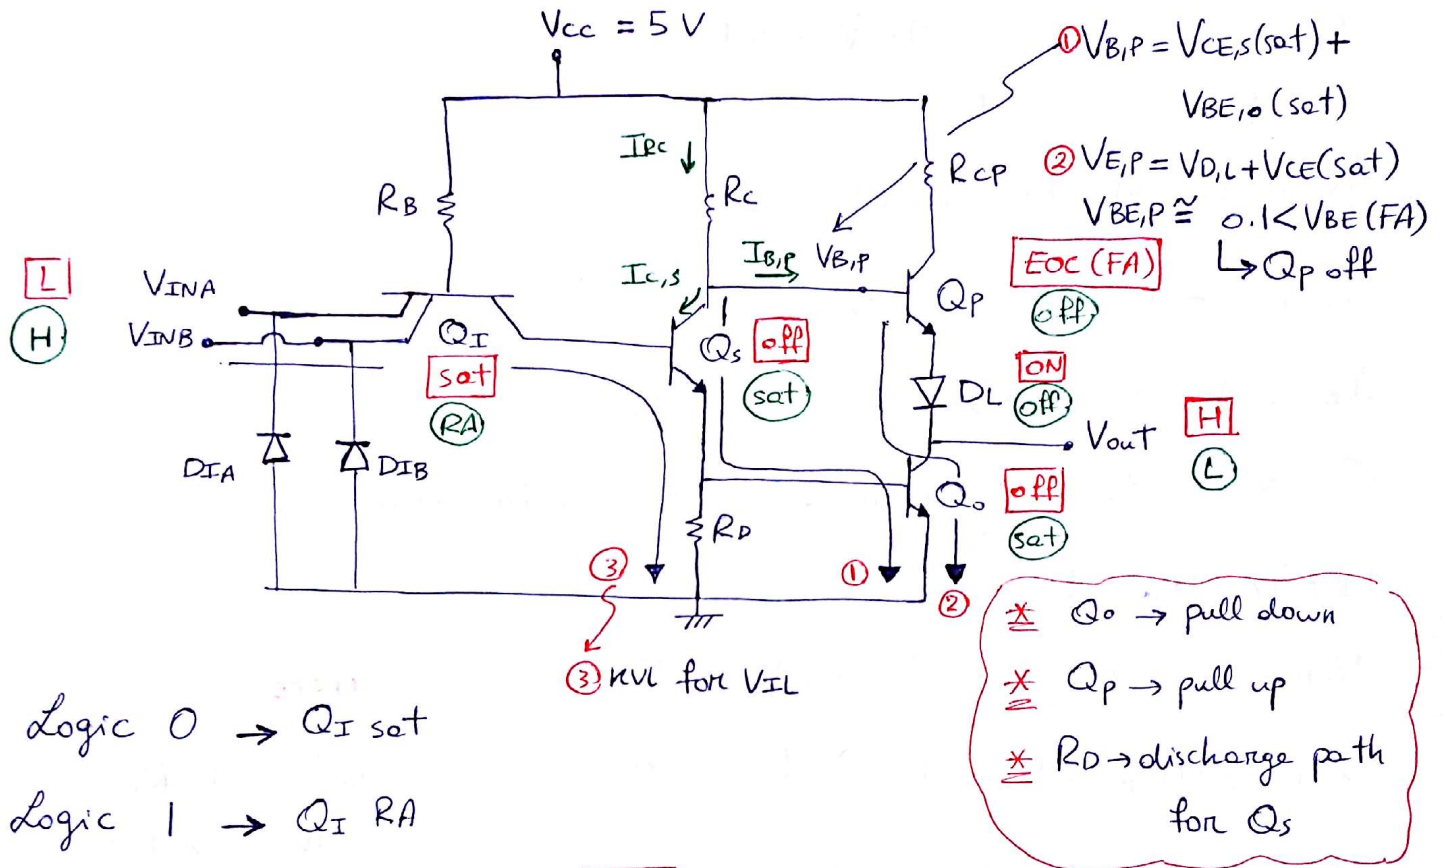 Vcc = 5 V
① VB,P = VCE,S(sat) +
VBE,o (sat)
② VE,P = VD,L + VCE(sat)
VBE,P ≅ 0.1 < VBE (FA)
↳ Qp off
IRC ↓
RB
RC
RCP
IB,P
VB,P
IC,S
EOC (FA)
off
QP
L
H
VINA
VINB
QI
sat
RA
QS
off
sat
DL
ON
off
Vout
H
L
DIA
DIB
RD
Qo
off
sat
③
①
②
③ KVL for VIL
Logic 0 → QI sat
Logic 1 → QI RA
* Qo → pull down
* Qp → pull up
* RD → discharge path
for Qs